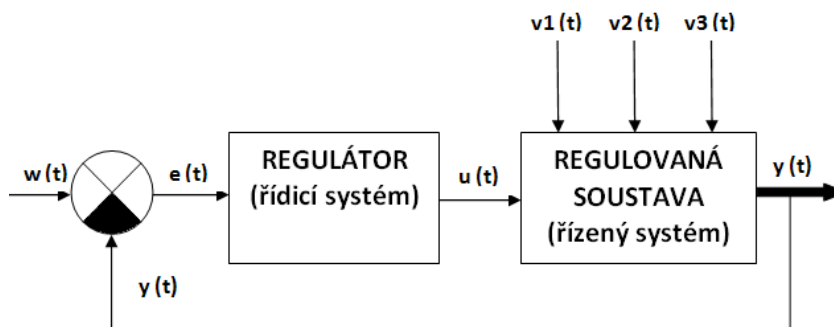 v1 (t) v2 (t) v3 (t)
w (t)
e (t)
REGULÁTOR
(řídicí systém)
u (t)
REGULOVANÁ
SOUSTAVA
(řízený systém)
y (t)
y (t)